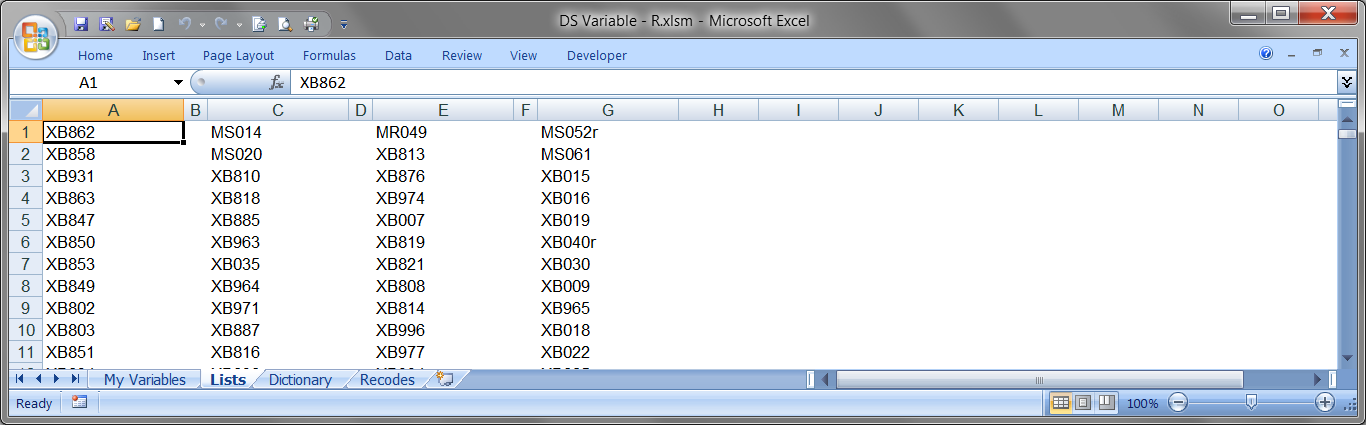 DS Variable - R.xlsm - Microsoft Excel
Home Insert Page Layout Formulas Data Review View Developer
A1 fx XB862
A B C D E F G H I J K L M N O
1 XB862 MS014 MR049 MS052r
2 XB858 MS020 XB813 MS061
3 XB931 XB810 XB876 XB015
4 XB863 XB818 XB974 XB016
5 XB847 XB885 XB007 XB019
6 XB850 XB963 XB819 XB040r
7 XB853 XB035 XB821 XB030
8 XB849 XB964 XB808 XB009
9 XB802 XB971 XB814 XB965
10 XB803 XB887 XB996 XB018
11 XB851 XB816 XB977 XB022
My Variables Lists Dictionary Recodes
Ready 100%